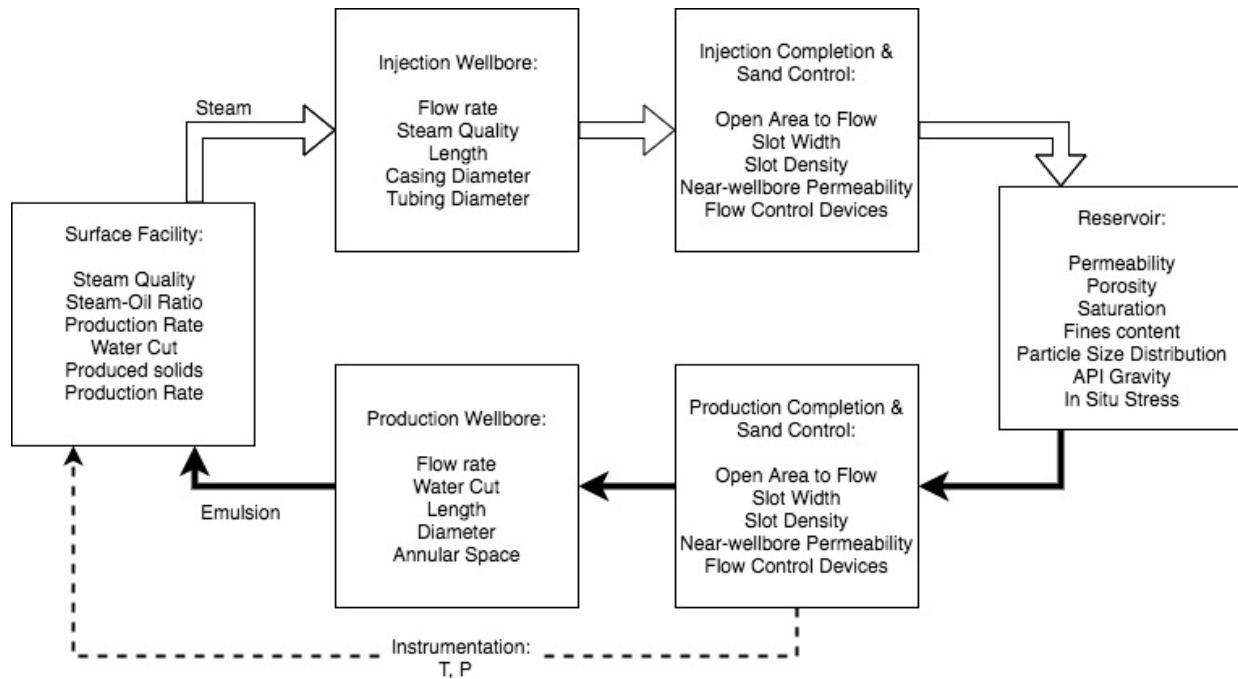 Steam
Injection Wellbore:
Flow rate
Steam Quality
Length
Casing Diameter
Tubing Diameter
Injection Completion &
Sand Control:
Open Area to Flow
Slot Width
Slot Density
Near-wellbore Permeability
Flow Control Devices
Reservoir:
Permeability
Porosity
Saturation
Fines content
Particle Size Distribution
API Gravity
In Situ Stress
Surface Facility:
Steam Quality
Steam-Oil Ratio
Production Rate
Water Cut
Produced solids
Production Rate
Production Wellbore:
Flow rate
Water Cut
Length
Diameter
Annular Space
Production Completion &
Sand Control:
Open Area to Flow
Slot Width
Slot Density
Near-wellbore Permeability
Flow Control Devices
Emulsion
Instrumentation:
T, P